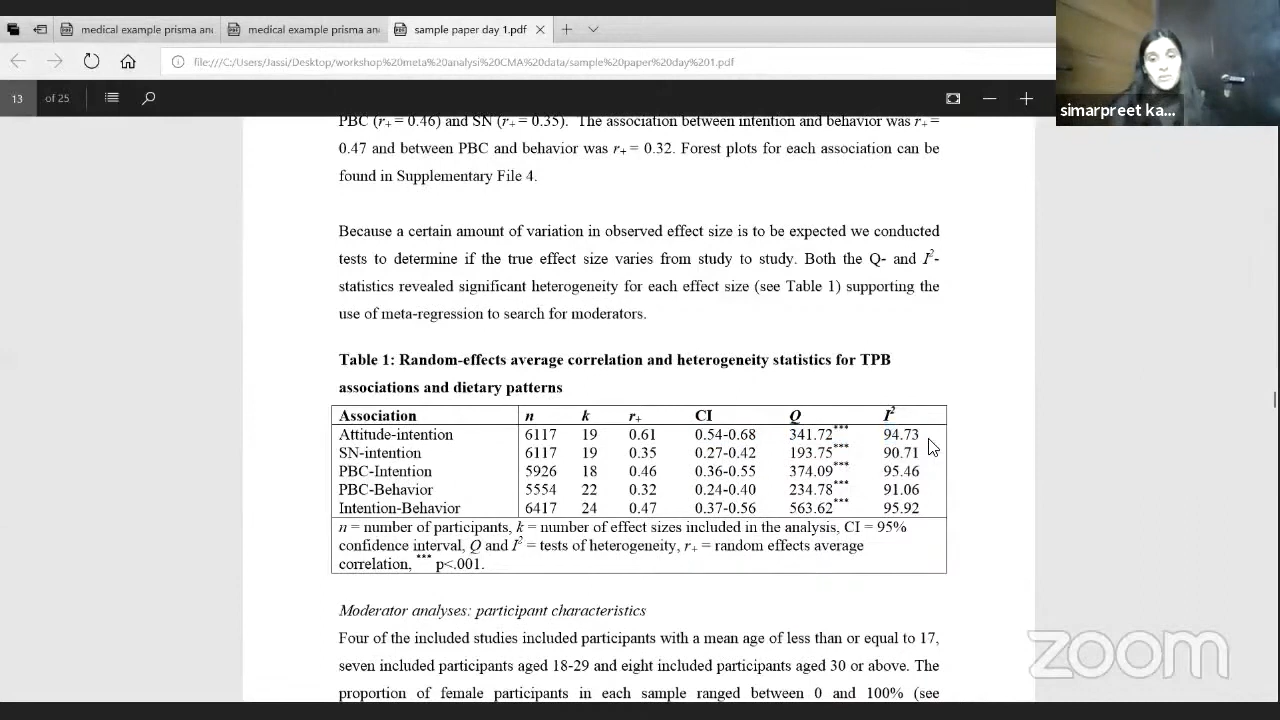 medical example prisma an
medical example prisma an
sample paper day 1.pdf
file:///C:/Users/Jassi/Desktop/workshop%20meta%20analysi%20CMA%20data/sample%20paper%20day%201.pdf
simarpreet ka...
13 of 25
PBC (r+ = 0.46) and SN (r+ = 0.35). The association between intention and behavior was r+ =
0.47 and between PBC and behavior was r+ = 0.32. Forest plots for each association can be
found in Supplementary File 4.
Because a certain amount of variation in observed effect size is to be expected we conducted
tests to determine if the true effect size varies from study to study. Both the Q- and I²-
statistics revealed significant heterogeneity for each effect size (see Table 1) supporting the
use of meta-regression to search for moderators.
Table 1: Random-effects average correlation and heterogeneity statistics for TPB
associations and dietary patterns
Association n k r+ CI Q I²
Attitude-intention 6117 19 0.61 0.54-0.68 341.72*** 94.73
SN-intention 6117 19 0.35 0.27-0.42 193.75*** 90.71
PBC-Intention 5926 18 0.46 0.36-0.55 374.09*** 95.46
PBC-Behavior 5554 22 0.32 0.24-0.40 234.78*** 91.06
Intention-Behavior 6417 24 0.47 0.37-0.56 563.62*** 95.92
n = number of participants, k = number of effect sizes included in the analysis, CI = 95%
confidence interval, Q and I² = tests of heterogeneity, r+ = random effects average
correlation, *** p<.001.
Moderator analyses: participant characteristics
Four of the included studies included participants with a mean age of less than or equal to 17,
seven included participants aged 18-29 and eight included participants aged 30 or above. The
proportion of female participants in each sample ranged between 0 and 100% (see
zoom